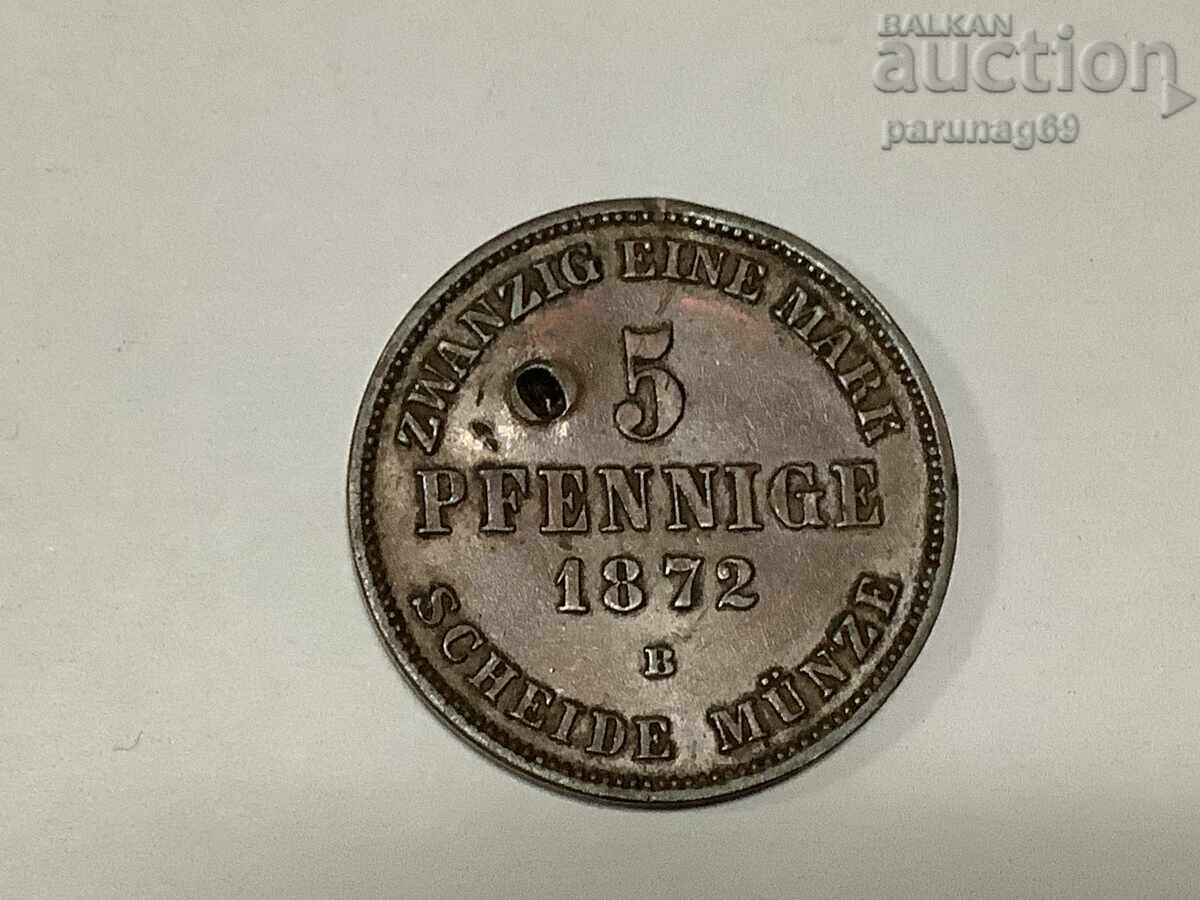 BALKAN
auction
parunag69
ZWANZIG EINE MARK
5
PFENNIGE
1872
B
SCHEIDE MÜNZE